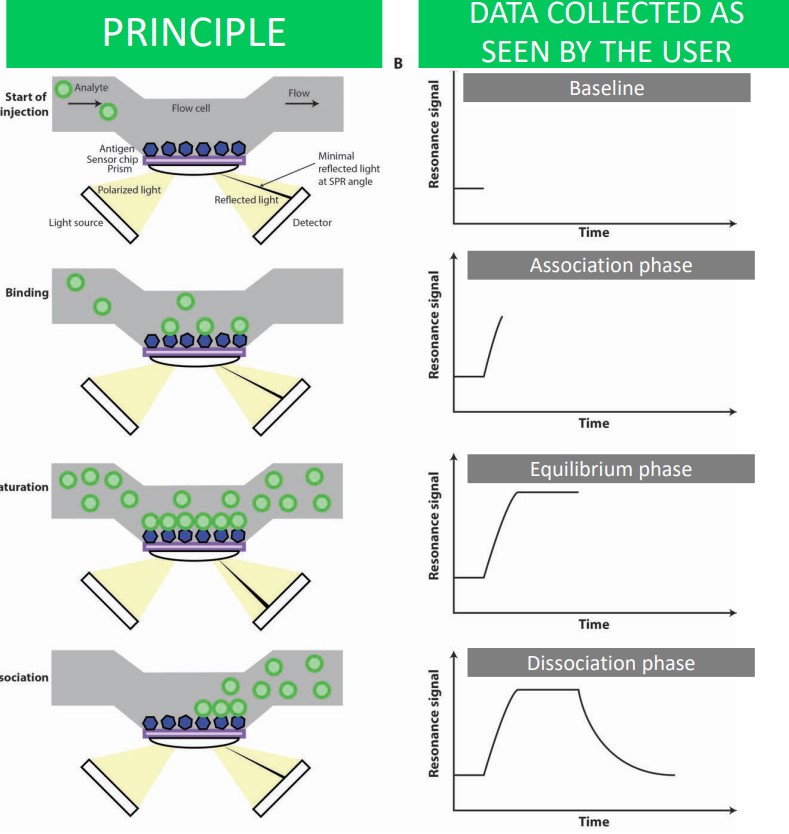 PRINCIPLE
DATA COLLECTED AS
SEEN BY THE USER
B
Start of
injection
Analyte
Flow cell
Flow
Antigen
Sensor chip
Prism
Polarized light
Light source
Minimal
reflected light
at SPR angle
Reflected light
Detector
Baseline
Resonance signal
Time
Binding
Association phase
Resonance signal
Time
aturation
Equilibrium phase
Resonance signal
Time
sociation
Dissociation phase
Resonance signal
Time